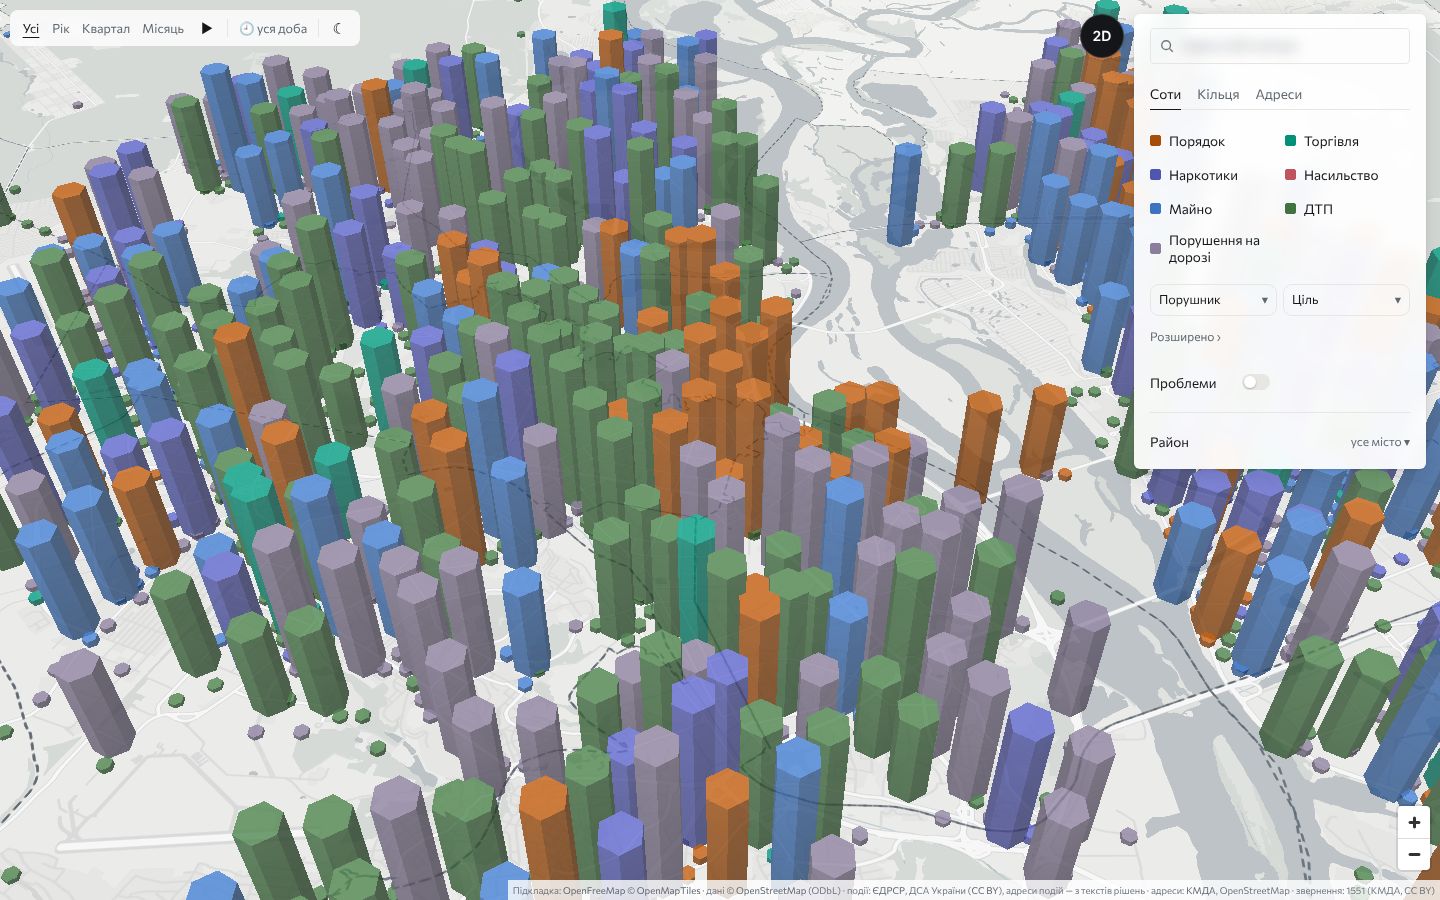 Усі Рік Квартал Місяць ▶ 🕘 уся доба ☾
2D
Соти Кільця Адреси
Порядок Торгівля
Наркотики Насильство
Майно ДТП
Порушення на
дорозі
Порушник ▾ Ціль ▾
Розширено ›
Проблеми
Район усе місто ▾
+
−
Підкладка: OpenFreeMap © OpenMapTiles · дані © OpenStreetMap (ODbL) · події: ЄДРСР, ДСА України (CC BY), адреси подій — з текстів рішень · адреси: КМДА, OpenStreetMap · звернення: 1551 (КМДА, CC BY)